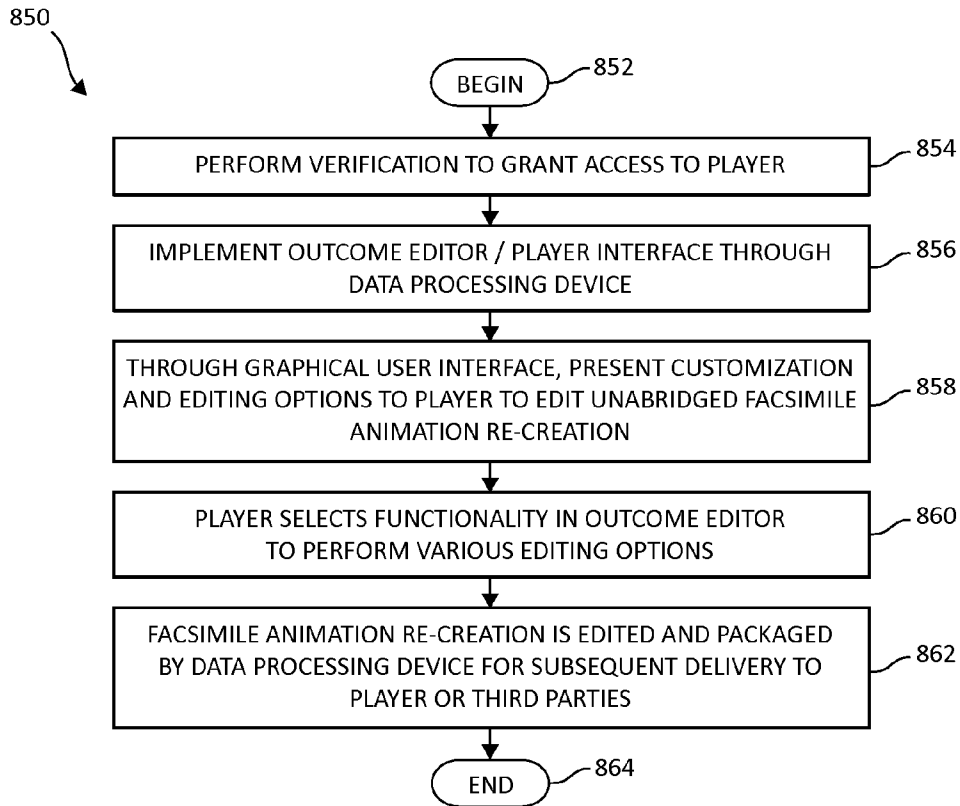 850
BEGIN
852
PERFORM VERIFICATION TO GRANT ACCESS TO PLAYER
854
IMPLEMENT OUTCOME EDITOR / PLAYER INTERFACE THROUGH
DATA PROCESSING DEVICE
856
THROUGH GRAPHICAL USER INTERFACE, PRESENT CUSTOMIZATION
AND EDITING OPTIONS TO PLAYER TO EDIT UNABRIDGED FACSIMILE
ANIMATION RE-CREATION
858
PLAYER SELECTS FUNCTIONALITY IN OUTCOME EDITOR
TO PERFORM VARIOUS EDITING OPTIONS
860
FACSIMILE ANIMATION RE-CREATION IS EDITED AND PACKAGED
BY DATA PROCESSING DEVICE FOR SUBSEQUENT DELIVERY TO
PLAYER OR THIRD PARTIES
862
END
864